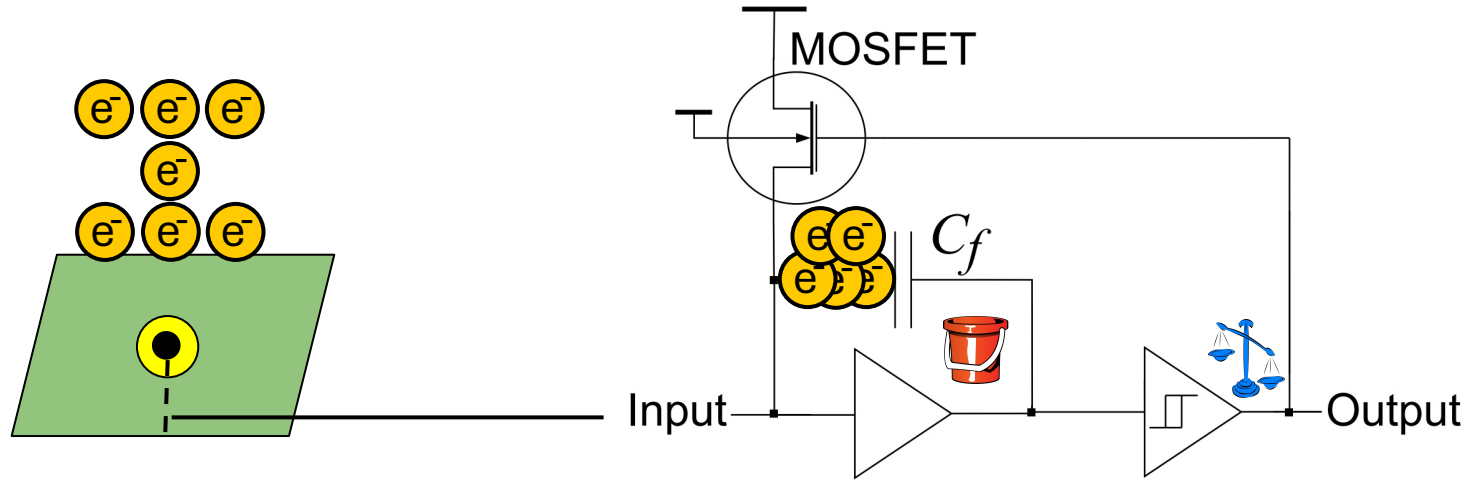 MOSFET
e⁻ e⁻ e⁻
e⁻
e⁻ e⁻ e⁻
e⁻ e⁻
e⁻ e⁻ e⁻
C_f
Input
Output